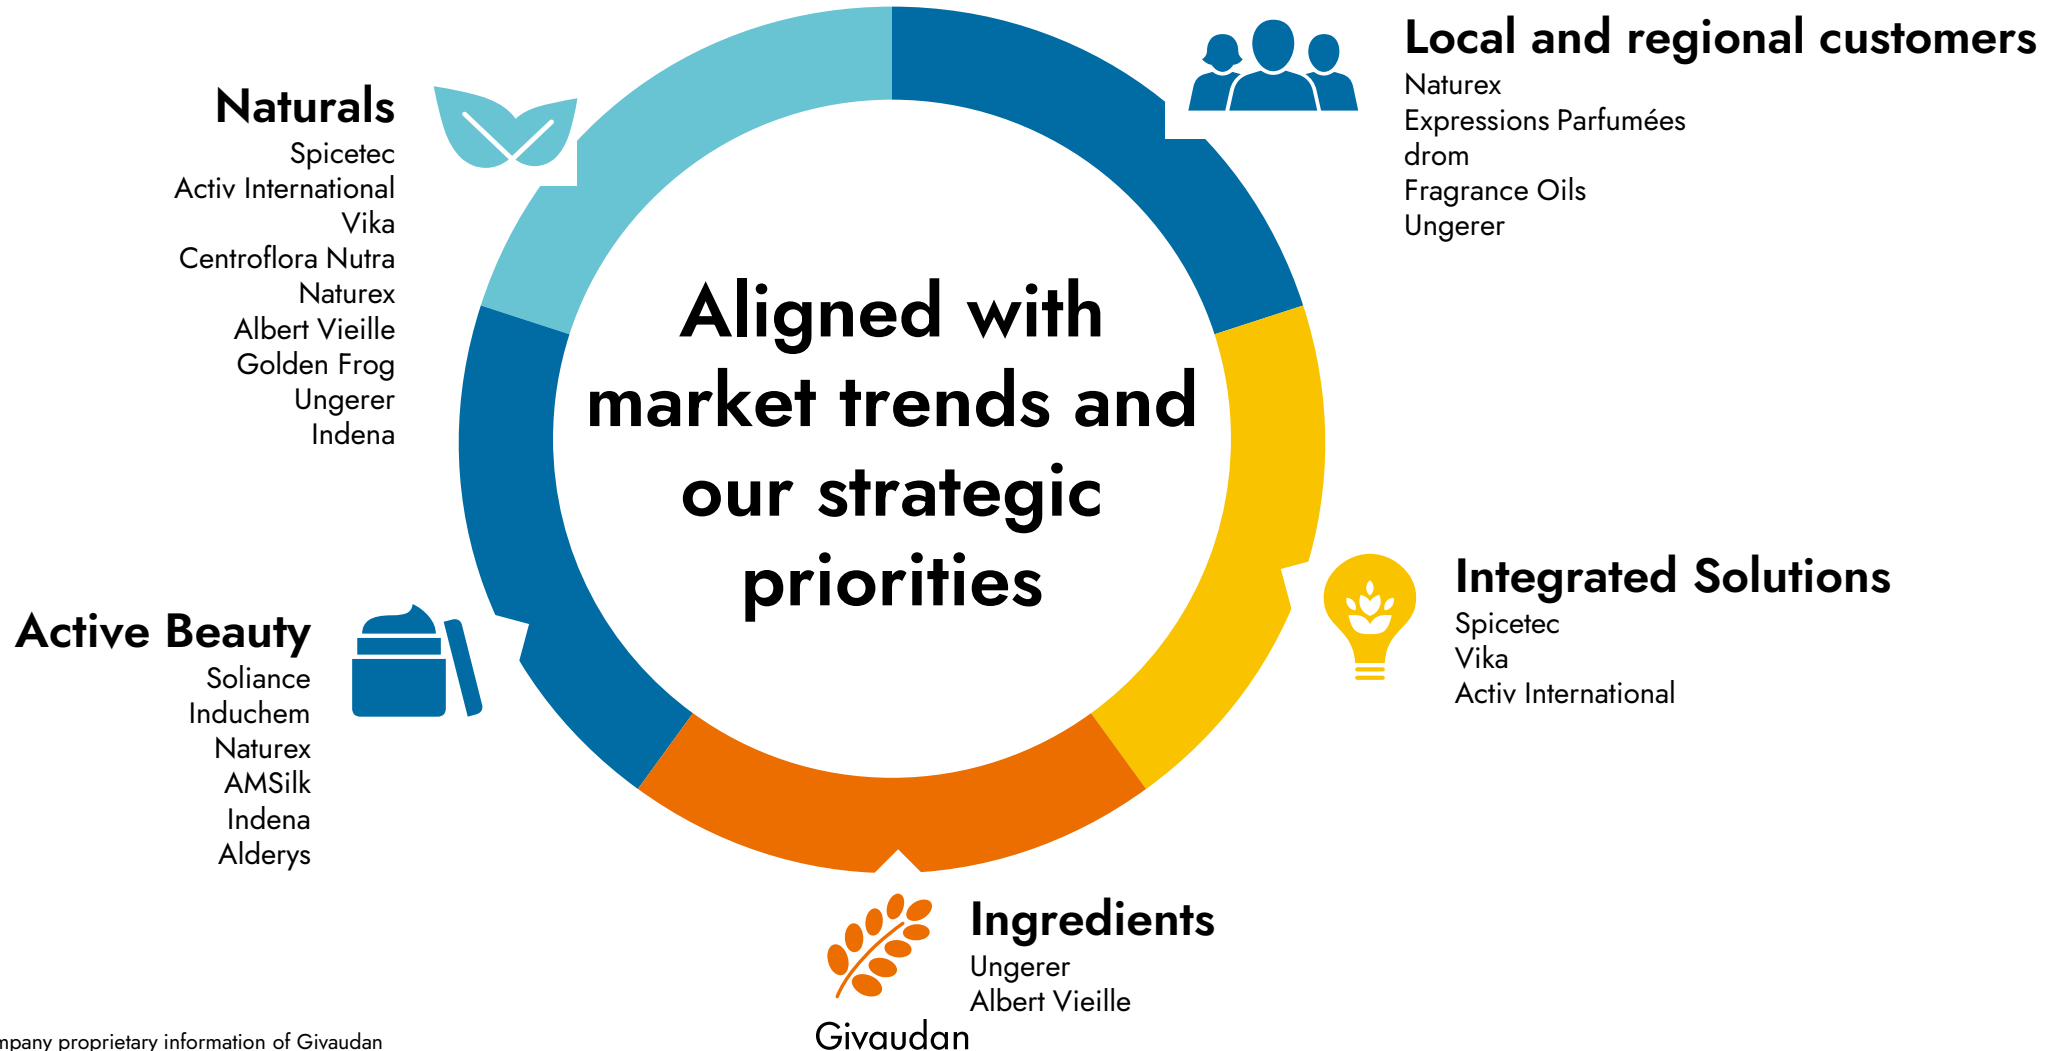 Local and regional customers
Naturex
Expressions Parfumées
drom
Fragrance Oils
Ungerer
Naturals
Spicetec
Activ International
Vika
Centroflora Nutra
Naturex
Albert Vieille
Golden Frog
Ungerer
Indena
Aligned with
market trends and
our strategic
priorities
Integrated Solutions
Spicetec
Vika
Activ International
Active Beauty
Soliance
Induchem
Naturex
AMSilk
Indena
Alderys
Ingredients
Ungerer
Albert Vieille
Givaudan
proprietary information of Givaudan